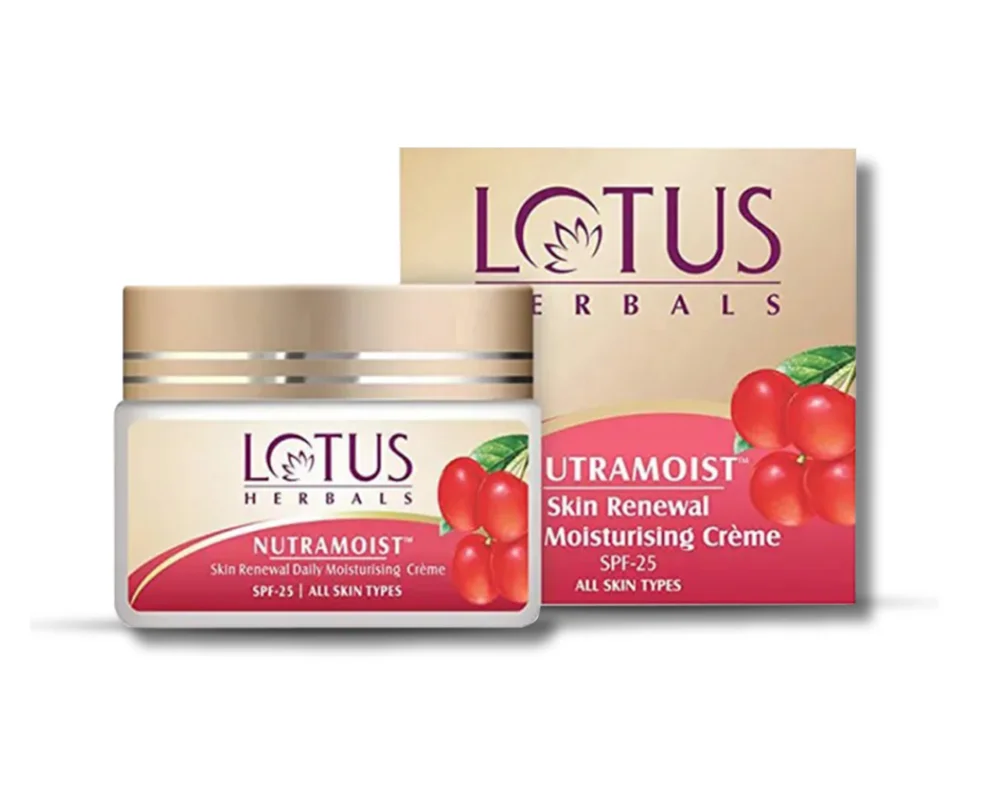 LOTUS
HERBALS
NUTRAMOIST™
Skin Renewal Daily Moisturising Crème
SPF-25 | ALL SKIN TYPES
LOTUS
ERBALS
UTRAMOIST™
Skin Renewal
Moisturising Crème
SPF-25
ALL SKIN TYPES